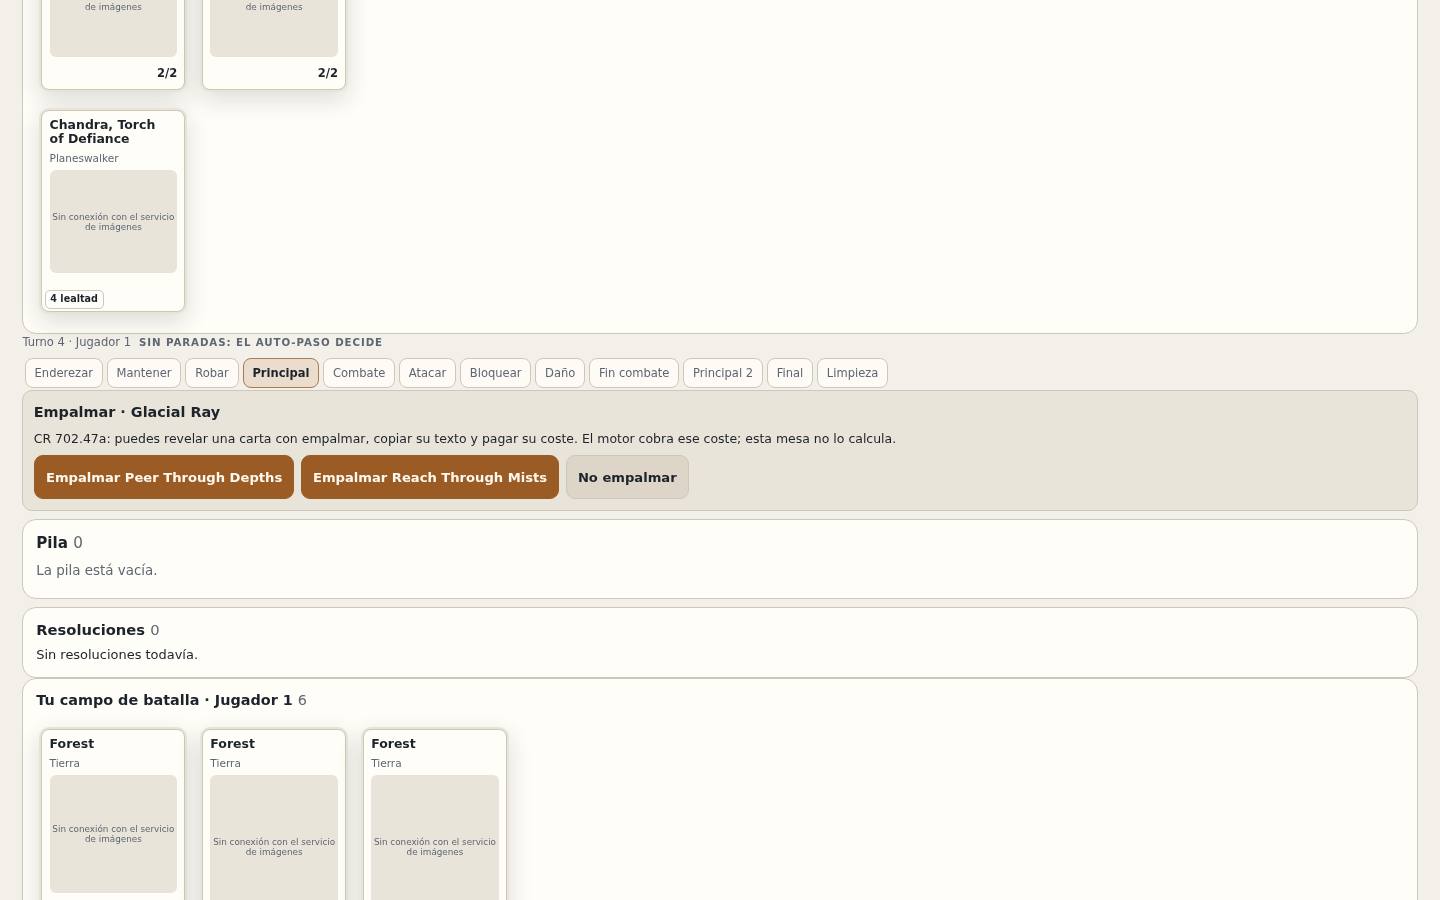 de imágenes
de imágenes
2/2
2/2
Chandra, Torch
of Defiance
Planeswalker
Sin conexión con el servicio
de imágenes
4 lealtad
Turno 4 · Jugador 1 SIN PARADAS: EL AUTO-PASO DECIDE
Enderezar Mantener Robar Principal Combate Atacar Bloquear Daño Fin combate Principal 2 Final Limpieza
Empalmar · Glacial Ray
CR 702.47a: puedes revelar una carta con empalmar, copiar su texto y pagar su coste. El motor cobra ese coste; esta mesa no lo calcula.
Empalmar Peer Through Depths Empalmar Reach Through Mists No empalmar
Pila 0
La pila está vacía.
Resoluciones 0
Sin resoluciones todavía.
Tu campo de batalla · Jugador 1 6
Forest Forest Forest
Tierra Tierra Tierra
Sin conexión con el servicio
de imágenes
Sin conexión con el servicio
de imágenes
Sin conexión con el servicio
de imágenes